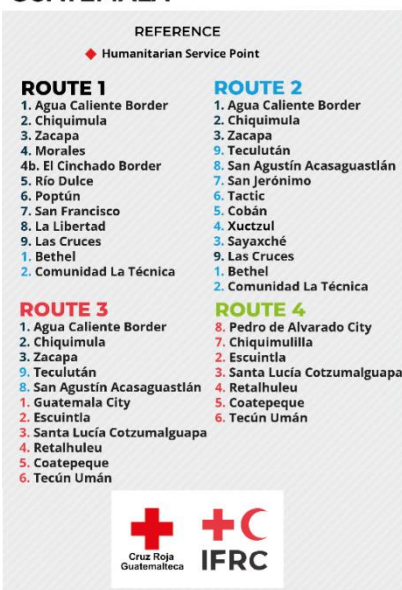 REFERENCE
Humanitarian Service Point
ROUTE 1
1. Agua Caliente Border
2. Chiquimula
3. Zacapa
4. Morales
4b. El Cinchado Border
5. Río Dulce
6. Poptún
7. San Francisco
8. La Libertad
9. Las Cruces
1. Bethel
2. Comunidad La Técnica
ROUTE 2
1. Agua Caliente Border
2. Chiquimula
3. Zacapa
9. Teculután
8. San Agustín Acasaguastlán
7. San Jerónimo
6. Tactic
5. Cobán
4. Xuctzul
3. Sayaxché
9. Las Cruces
1. Bethel
2. Comunidad La Técnica
ROUTE 3
1. Agua Caliente Border
2. Chiquimula
3. Zacapa
9. Teculután
8. San Agustín Acasaguastlán
1. Guatemala City
2. Escuintla
3. Santa Lucía Cotzumalguapa
4. Retalhuleu
5. Coatepeque
6. Tecún Umán
ROUTE 4
8. Pedro de Alvarado City
7. Chiquimulilla
2. Escuintla
3. Santa Lucía Cotzumalguapa
4. Retalhuleu
5. Coatepeque
6. Tecún Umán
Cruz Roja
Guatemalteca
IFRC